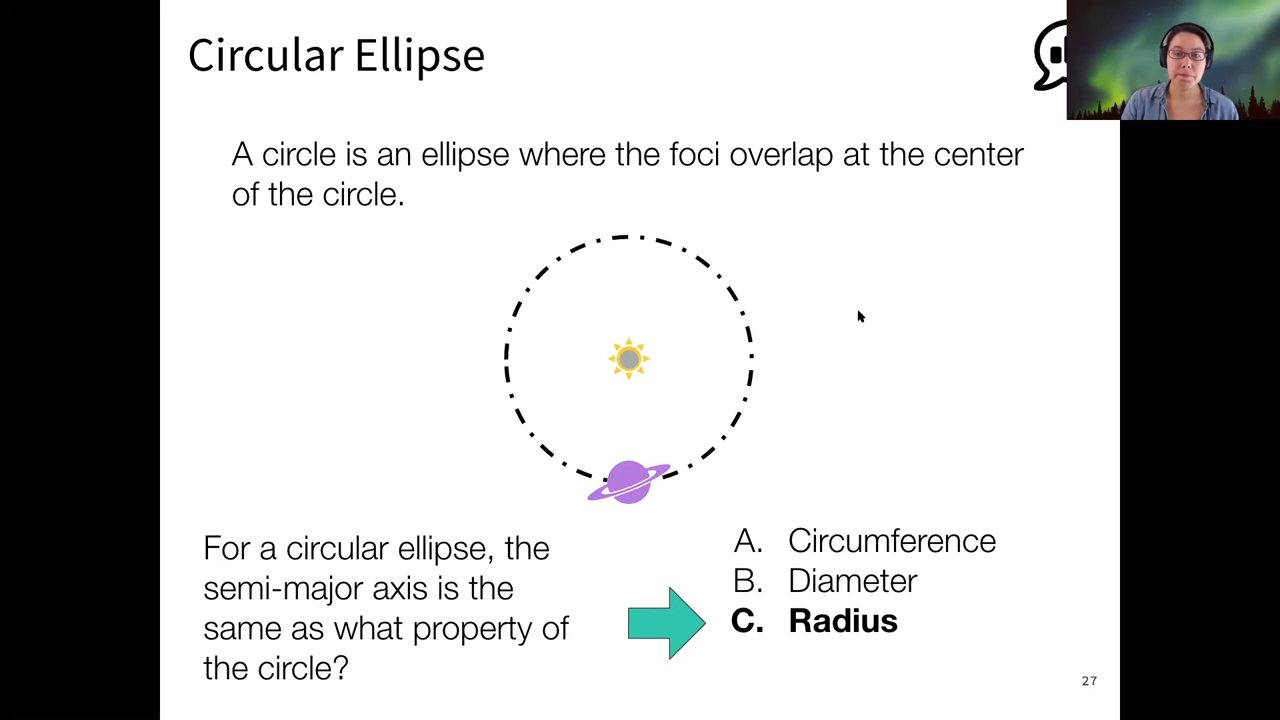 Circular Ellipse
A circle is an ellipse where the foci overlap at the center
of the circle.
For a circular ellipse, the
semi-major axis is the
same as what property of
the circle?
A. Circumference
B. Diameter
C. Radius
27